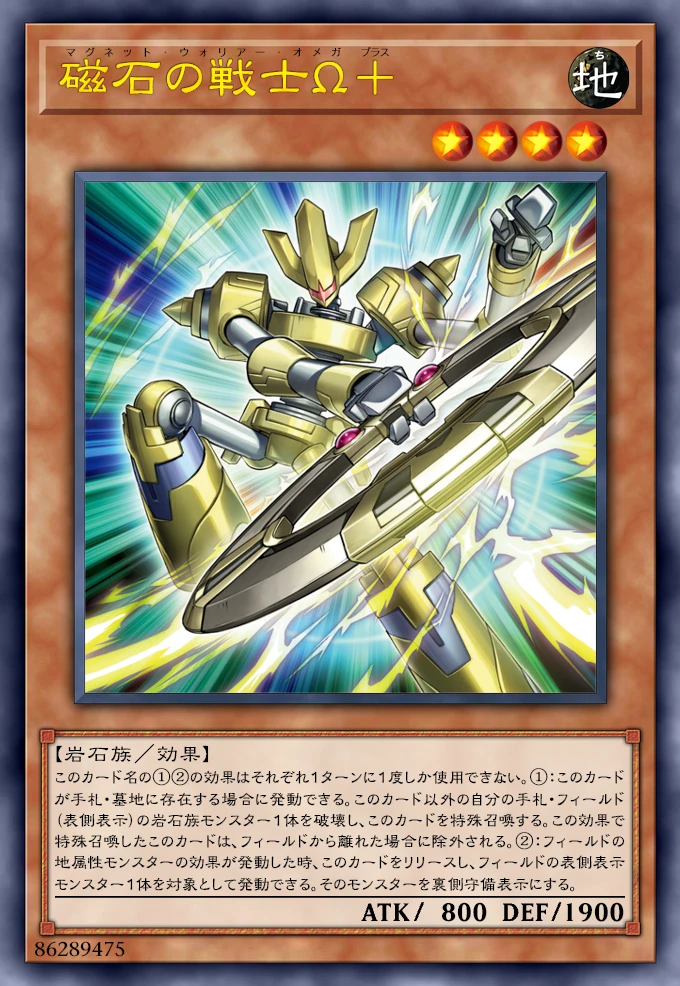 マグネット・ウォリアー・オメガ プラス
磁石の戦士Ω＋
ち
地
【岩石族／効果】
このカード名の①②の効果はそれぞれ1ターンに1度しか使用できない。①：このカード
が手札・墓地に存在する場合に発動できる。このカード以外の自分の手札・フィールド
（表側表示）の岩石族モンスター1体を破壊し、このカードを特殊召喚する。この効果で
特殊召喚したこのカードは、フィールドから離れた場合に除外される。②：フィールドの
地属性モンスターの効果が発動した時、このカードをリリースし、フィールドの表側表示
モンスター1体を対象として発動できる。そのモンスターを裏側守備表示にする。
ATK/ 800 DEF/1900
86289475